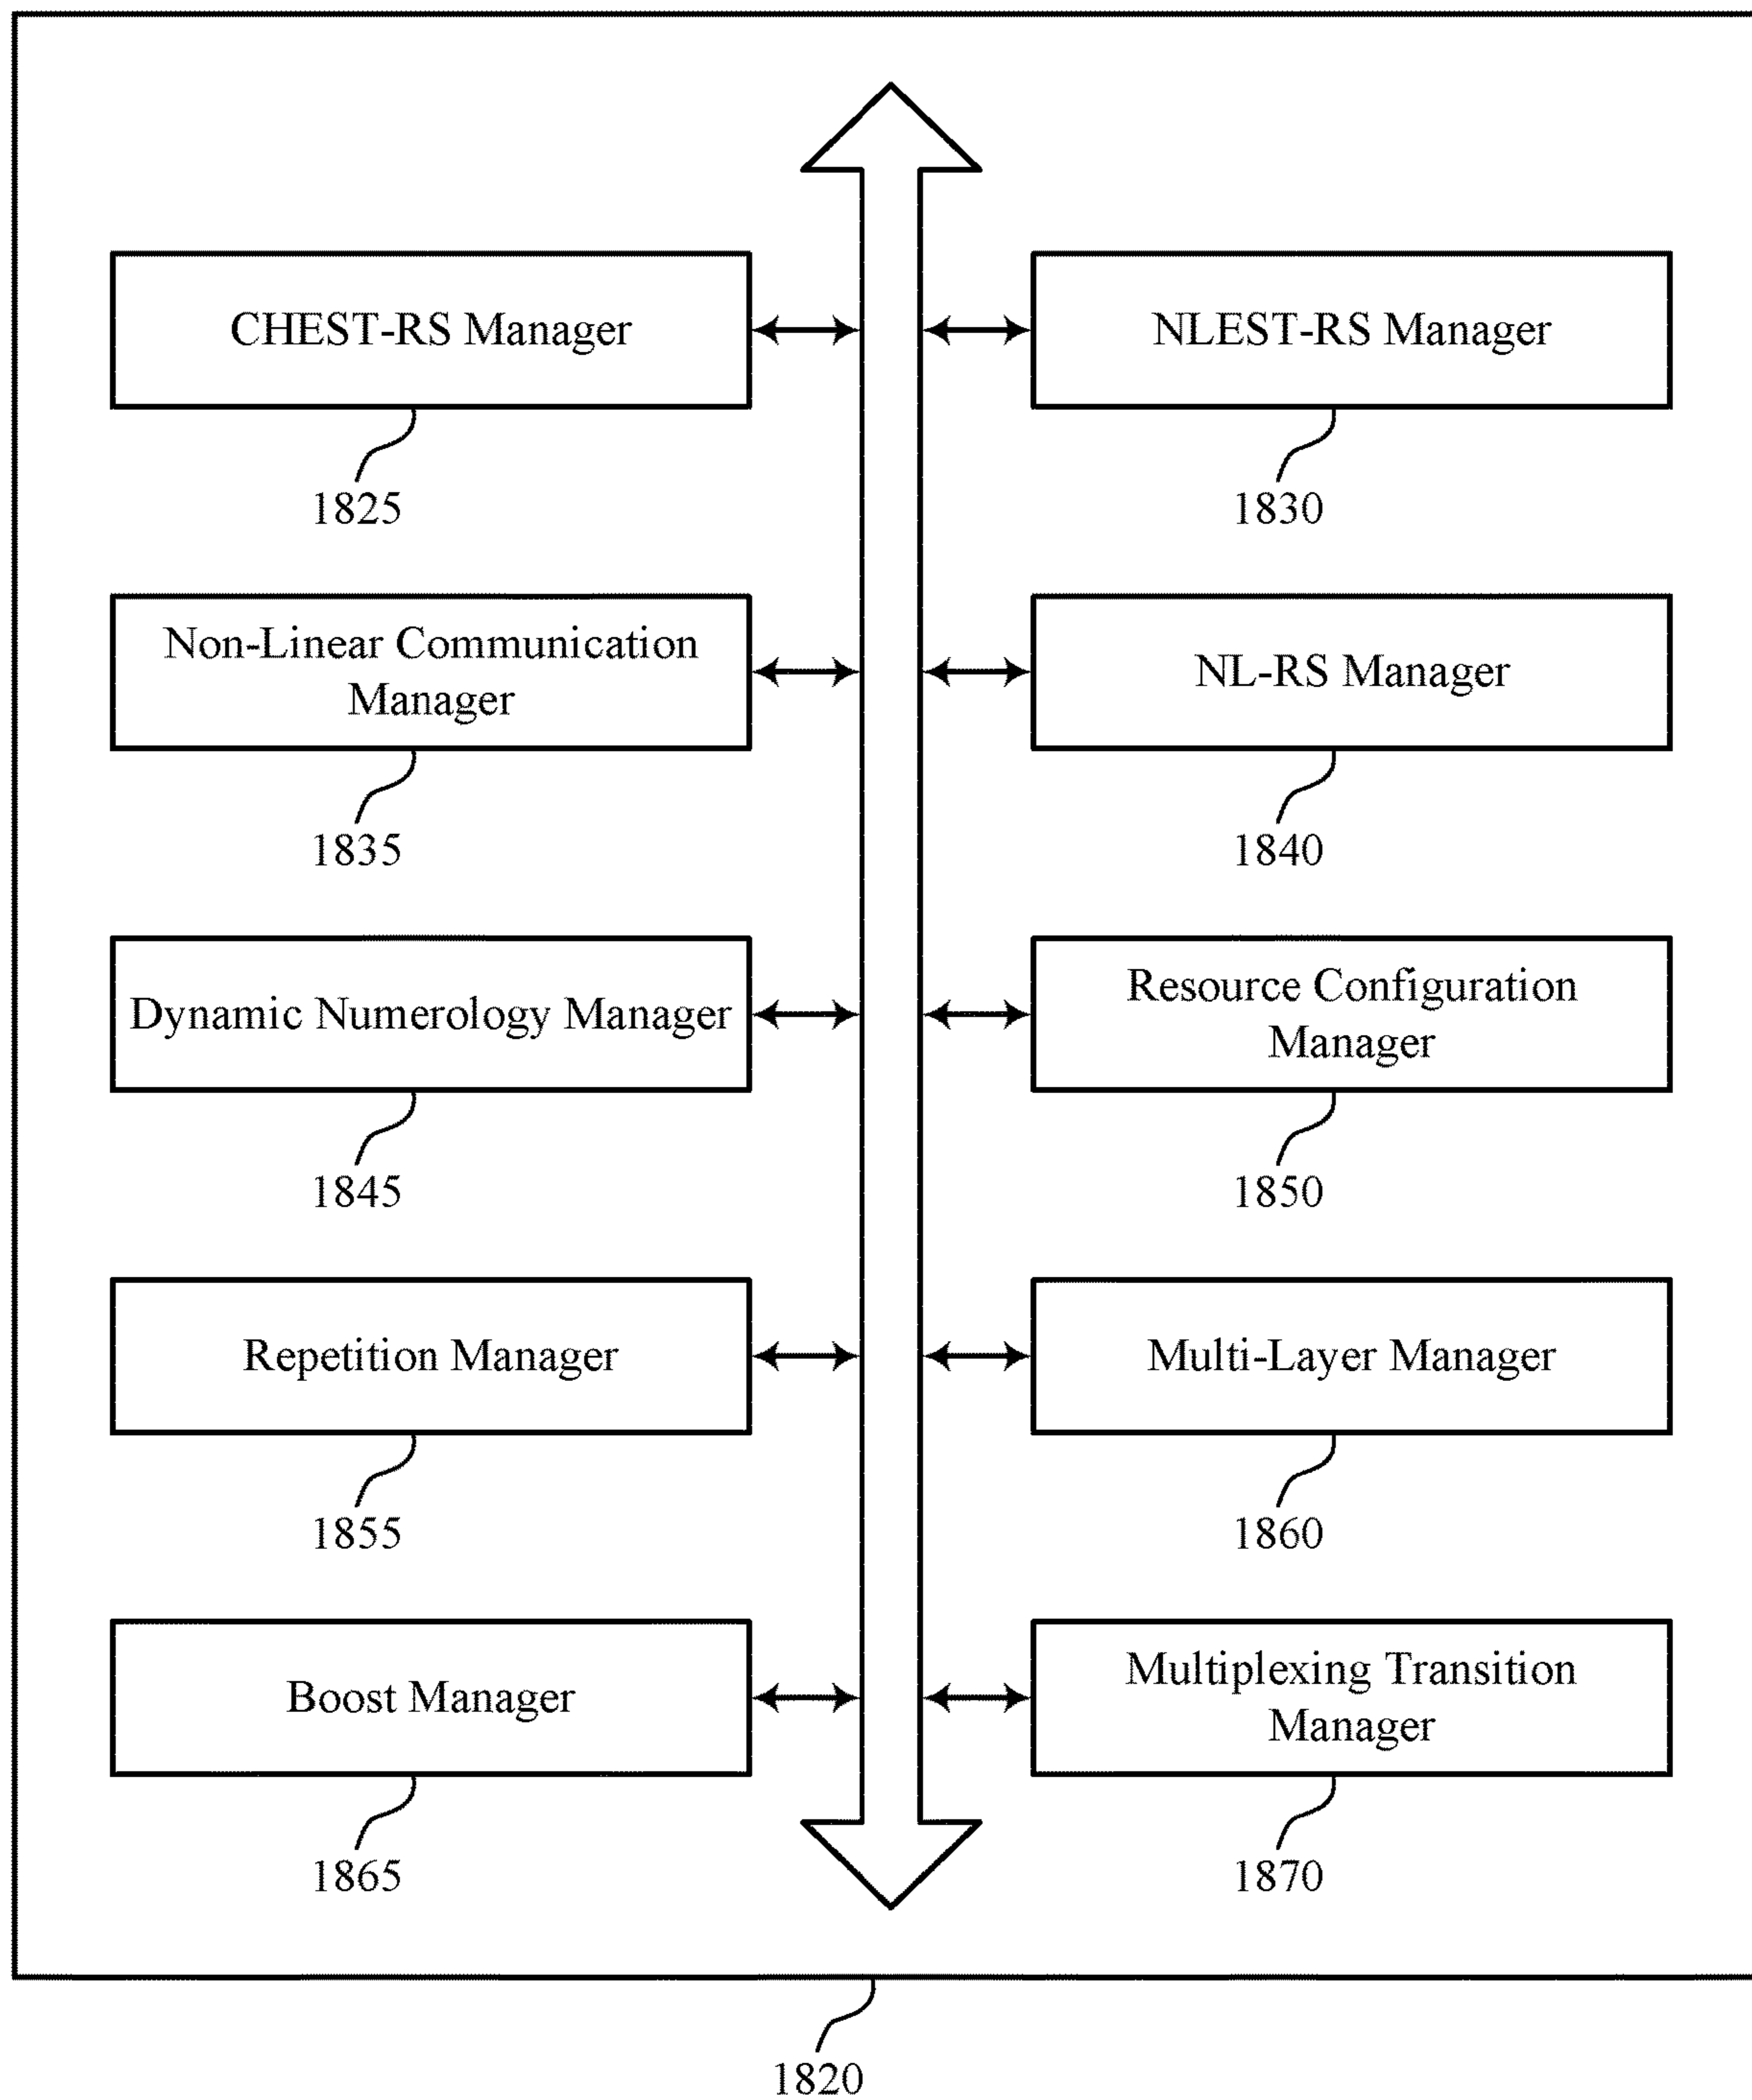 CHEST-RS Manager
NLEST-RS Manager
1825
1830
Non-Linear Communication
Manager
NL-RS Manager
1835
1840
Dynamic Numerology Manager
Resource Configuration
Manager
1845
1850
Repetition Manager
Multi-Layer Manager
1855
1860
Boost Manager
Multiplexing Transition
Manager
1865
1870
1820